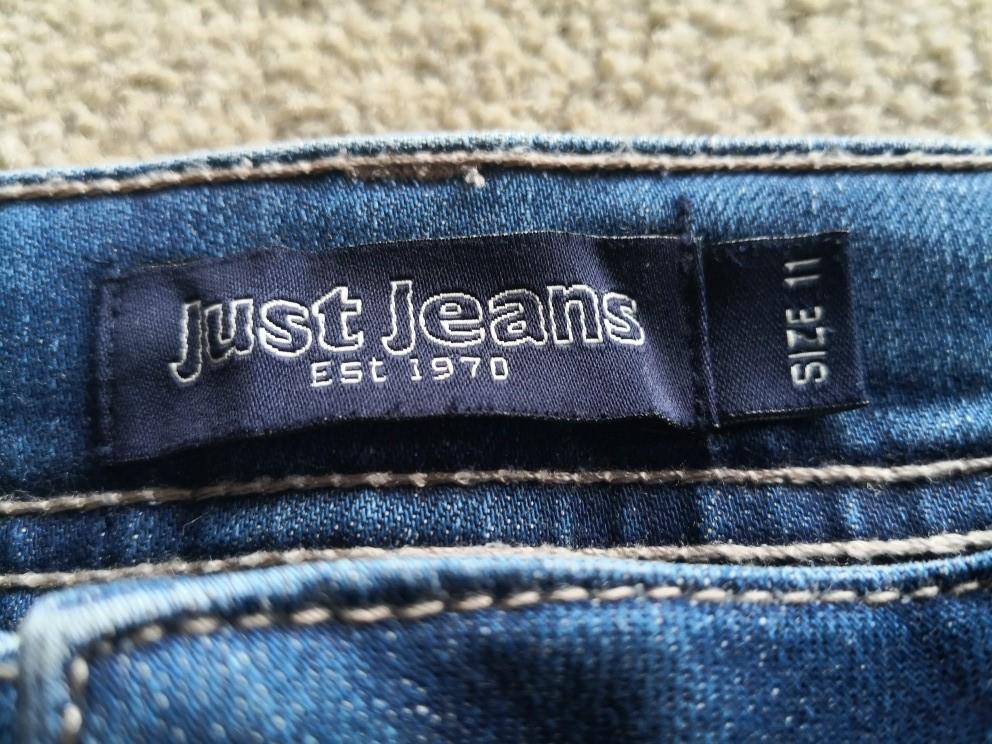 Just Jeans
Est 1970
SIZE 11